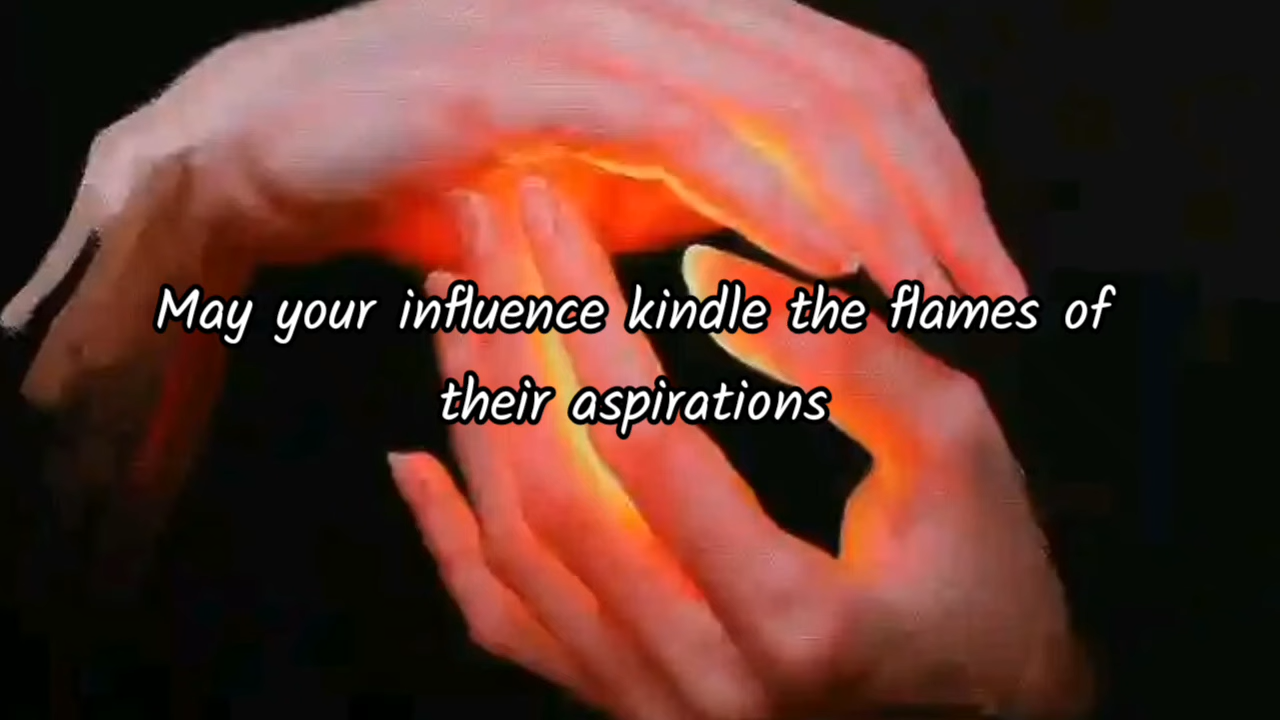 May your influence kindle the flames of
their aspirations